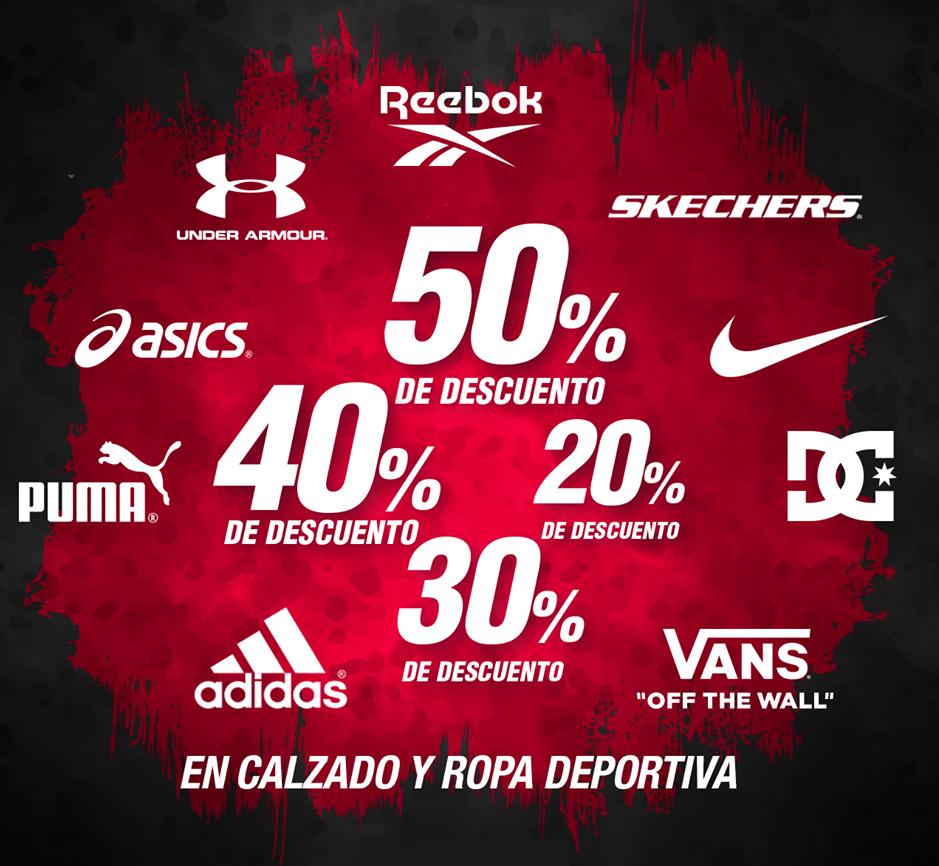 Reebok
UNDER ARMOUR.
SKECHERS®
50%
DE DESCUENTO
asics®
40%
DE DESCUENTO
20%
DE DESCUENTO
PUMA®
DC
30%
DE DESCUENTO
adidas®
VANS
"OFF THE WALL"
EN CALZADO Y ROPA DEPORTIVA